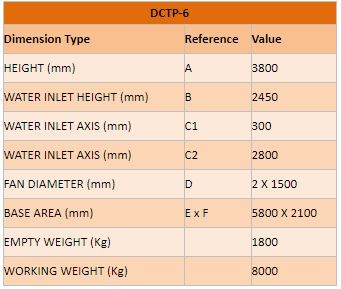 DCTP-6
Dimension Type Reference Value
HEIGHT (mm) A 3800
WATER INLET HEIGHT (mm) B 2450
WATER INLET AXIS (mm) C1 300
WATER INLET AXIS (mm) C2 2800
FAN DIAMETER (mm) D 2 X 1500
BASE AREA (mm) E x F 5800 X 2100
EMPTY WEIGHT (Kg) 1800
WORKING WEIGHT (Kg) 8000